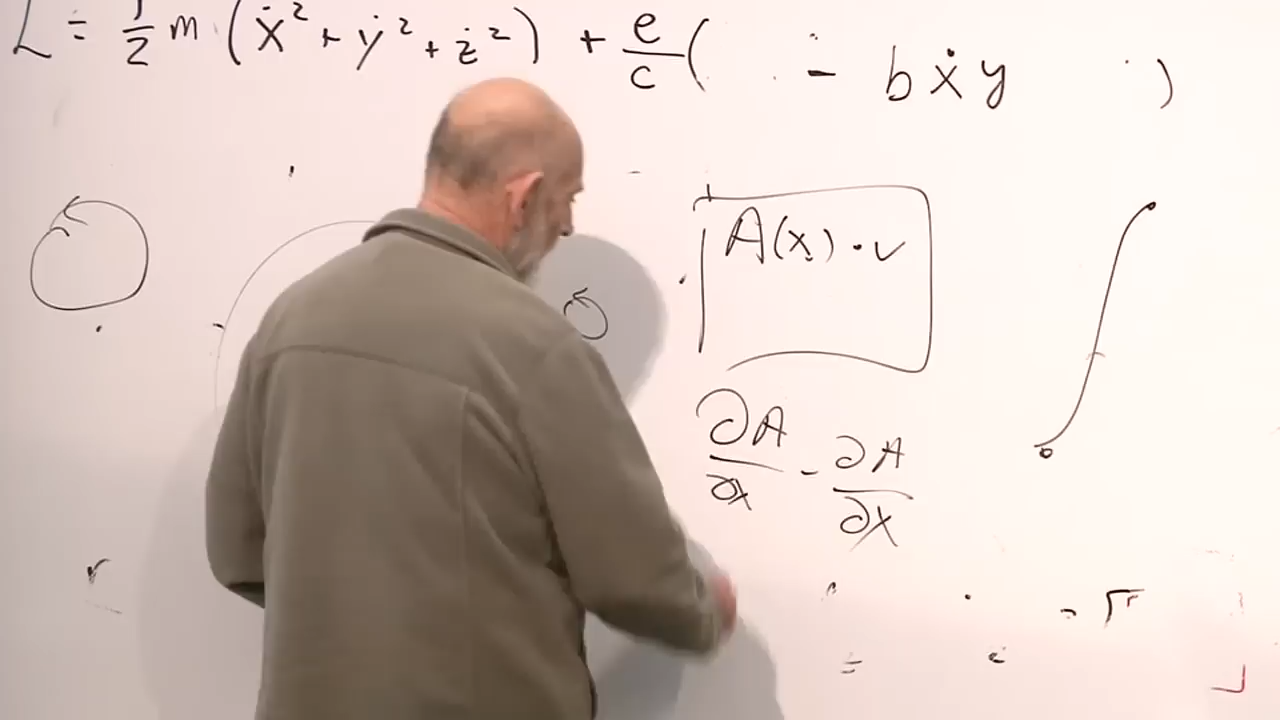 L = 1/2 m (ẋ² + ẏ² + ż²) + e/c ( - b ẋ y )
A(x) · v
∂A/∂x - ∂A/∂x